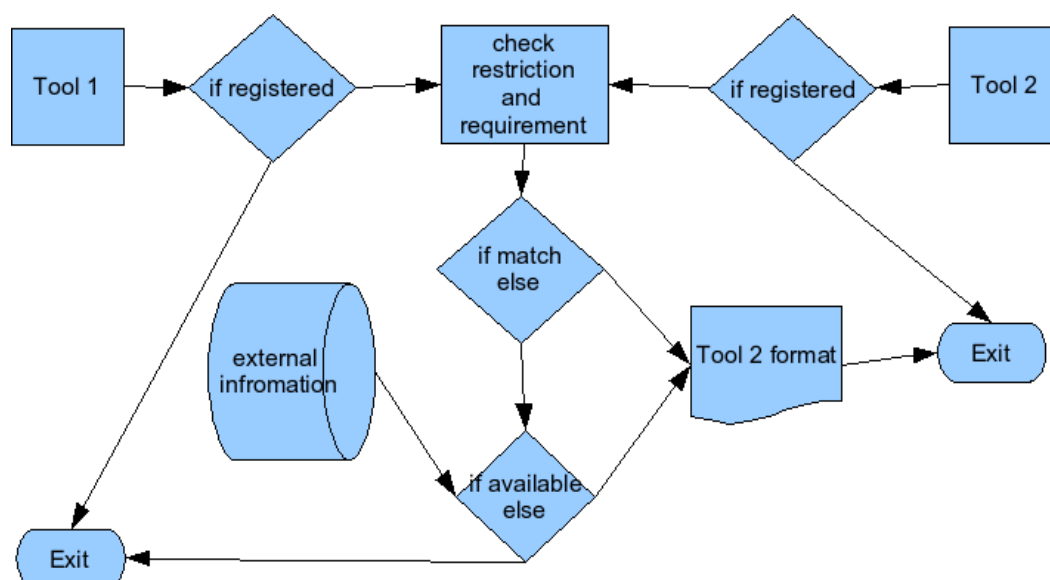 Tool 1
if registered
check
restriction
and
requirement
if registered
Tool 2
if match
else
external
infromation
Tool 2 format
Exit
if available
else
Exit